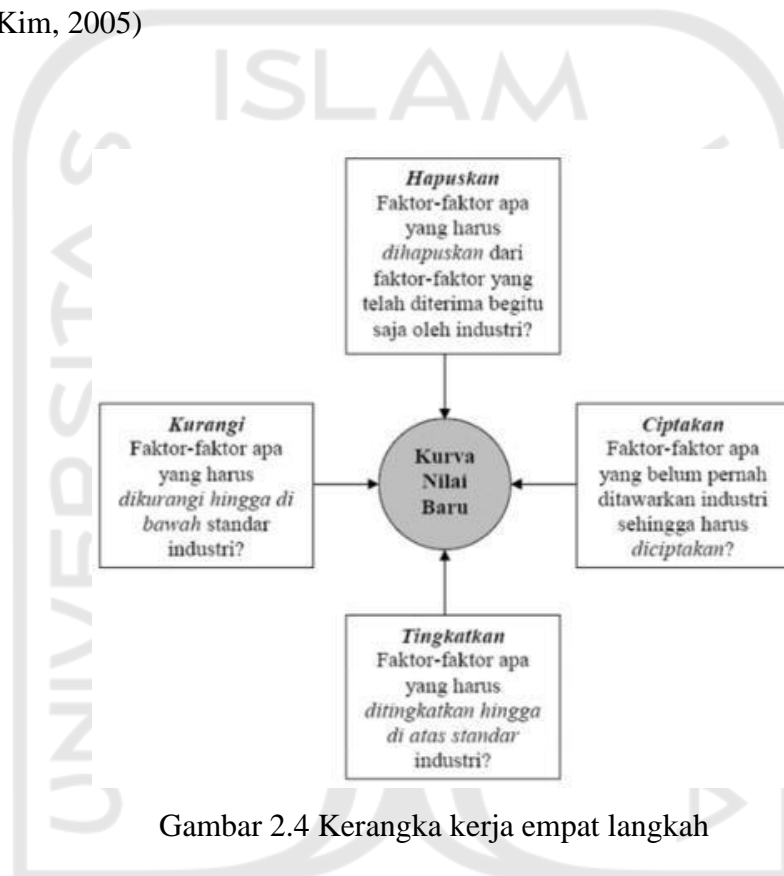 Kim, 2005)
ISLAM
UNIVERSITAS
Hapuskan
Faktor-faktor apa
yang harus
dihapuskan dari
faktor-faktor yang
telah diterima begitu
saja oleh industri?
Kurangi
Faktor-faktor apa
yang harus
dikurangi hingga di
bawah standar
industri?
Kurva
Nilai
Baru
Ciptakan
Faktor-faktor apa
yang belum pernah
ditawarkan industri
sehingga harus
diciptakan?
Tingkatkan
Faktor-faktor apa
yang harus
ditingkatkan hingga
di atas standar
industri?
Gambar 2.4 Kerangka kerja empat langkah